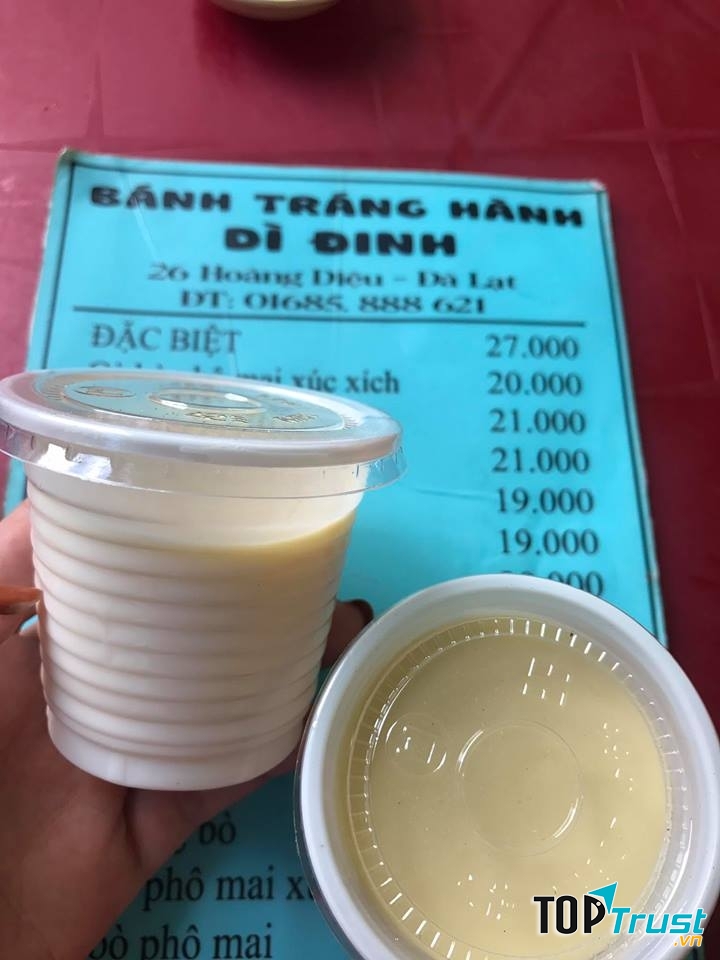 BÁNH TRÁNG HÀNH
DÌ ĐINH
26 Hoàng Diệu - Đà Lạt
ĐT: 01685. 888 621
ĐẶC BIỆT 27.000
mai xúc xích 20.000
21.000
21.000
19.000
19.000
bò
phô mai
bò phô mai
TOPTrust.vn